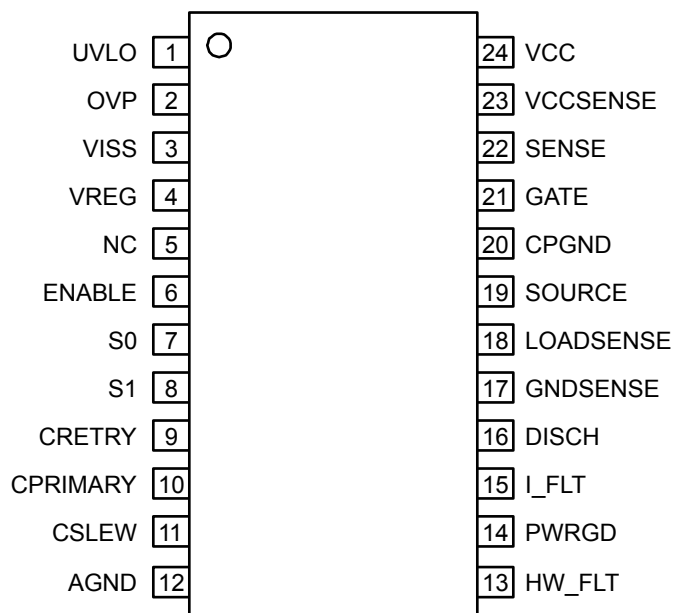 UVLO 1 24 VCC
OVP 2 23 VCCSENSE
VISS 3 22 SENSE
VREG 4 21 GATE
NC 5 20 CPGND
ENABLE 6 19 SOURCE
S0 7 18 LOADSENSE
S1 8 17 GNDSENSE
CRETRY 9 16 DISCH
CPRIMARY 10 15 I_FLT
CSLEW 11 14 PWRGD
AGND 12 13 HW_FLT